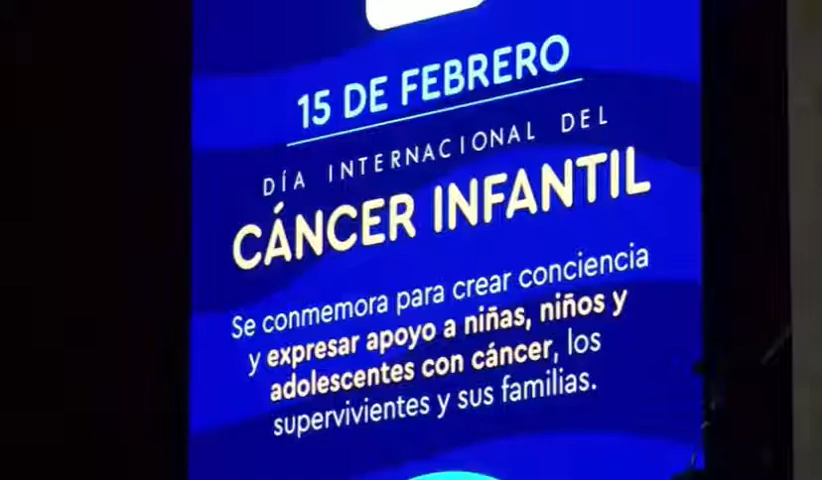 15 DE FEBRERO
DÍA INTERNACIONAL DEL
CÁNCER INFANTIL
Se conmemora para crear conciencia
y expresar apoyo a niñas, niños y
adolescentes con cáncer, los
supervivientes y sus familias.